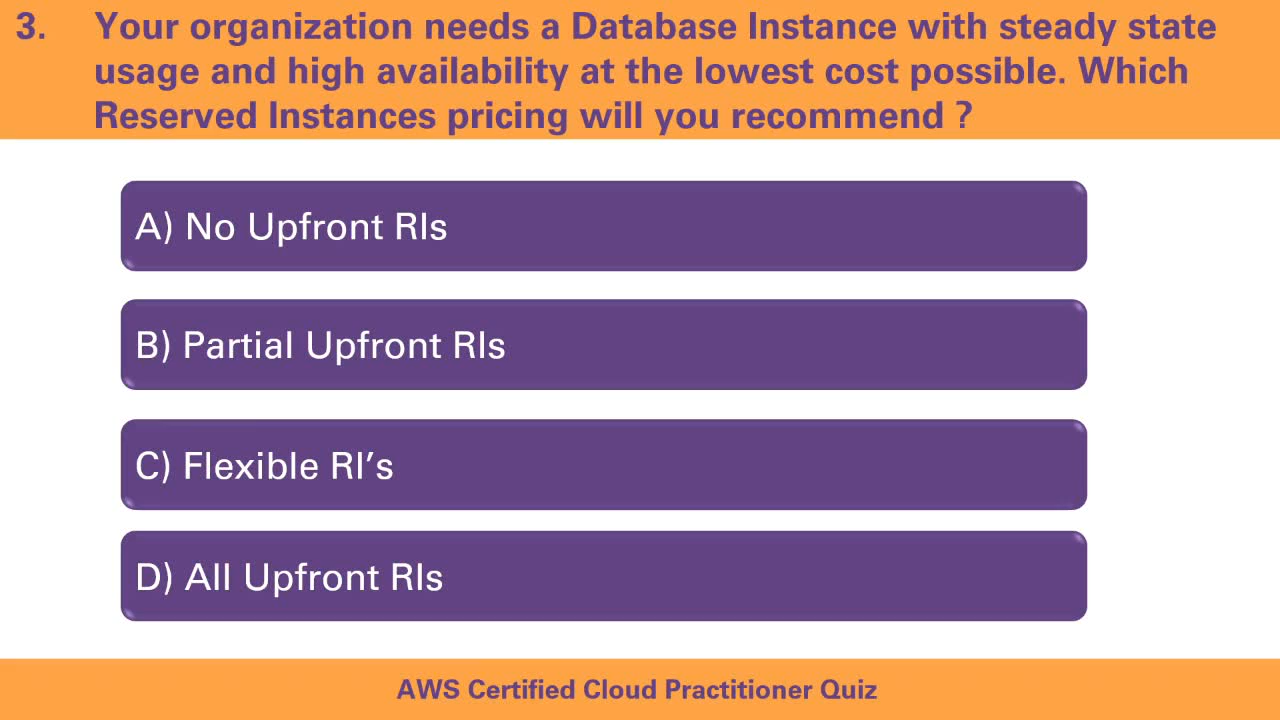 3. Your organization needs a Database Instance with steady state
usage and high availability at the lowest cost possible. Which
Reserved Instances pricing will you recommend ?
A) No Upfront RIs
B) Partial Upfront RIs
C) Flexible RI’s
D) All Upfront RIs
AWS Certified Cloud Practitioner Quiz